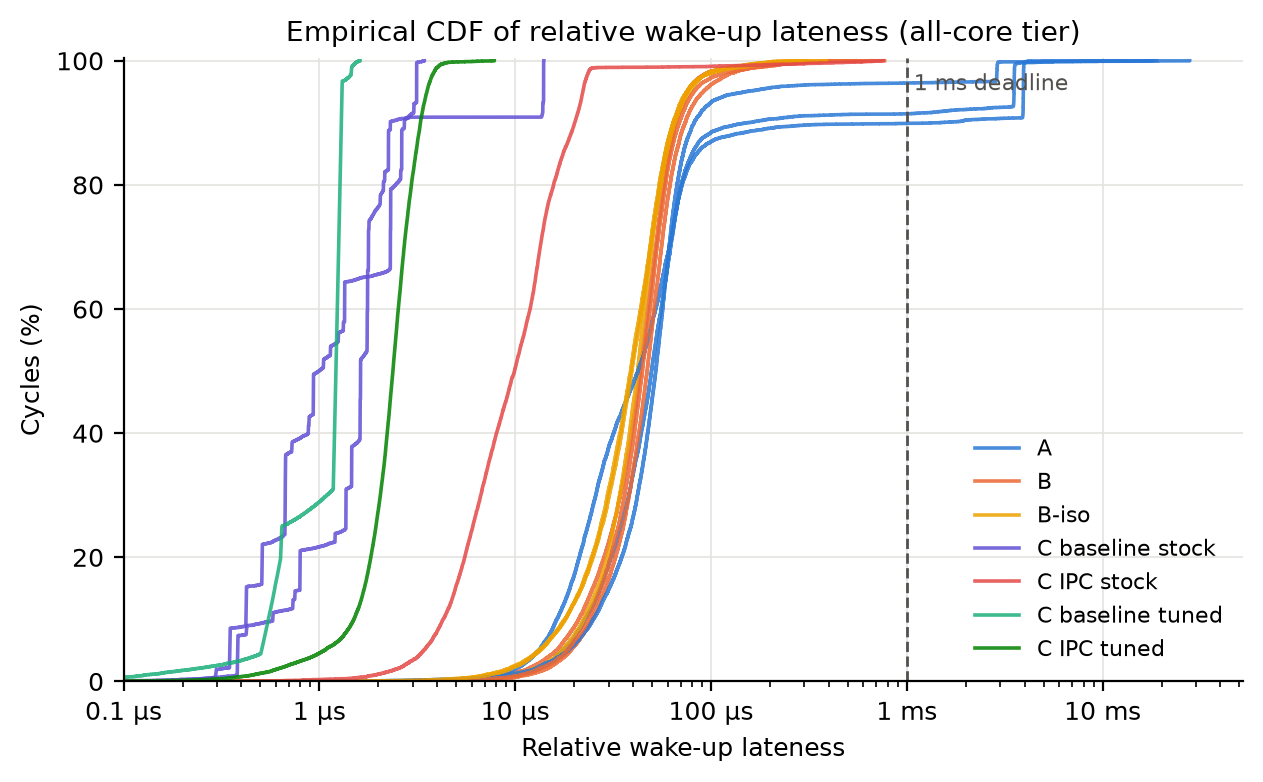 Empirical CDF of relative wake-up lateness (all-core tier)
100
80
60
40
20
0
Cycles (%)
1 ms deadline
A
B
B-iso
C baseline stock
C IPC stock
C baseline tuned
C IPC tuned
0.1 µs
1 µs
10 µs
100 µs
1 ms
10 ms
Relative wake-up lateness